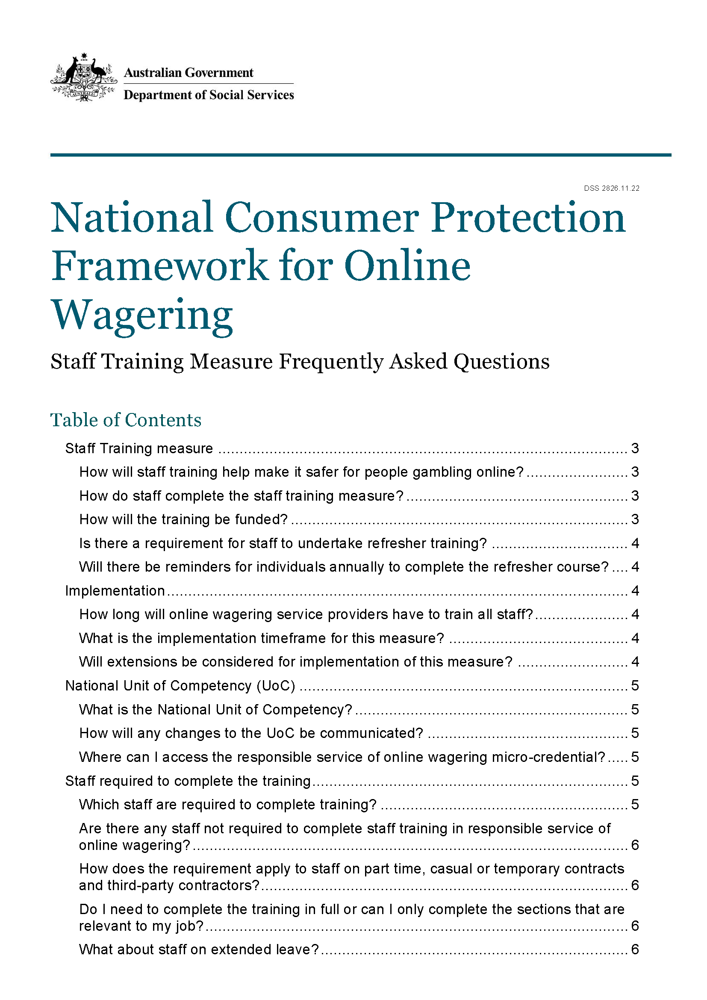 AUSTRALIA
Australian Government
Department of Social Services
DSS 2826.11.22
National Consumer Protection
Framework for Online
Wagering
Staff Training Measure Frequently Asked Questions
Table of Contents
Staff Training measure ........................................ 3
How will staff training help make it safer for people gambling online? ........................ 3
How do staff complete the staff training measure? ........................................ 3
How will the training be funded? ........................................ 3
Is there a requirement for staff to undertake refresher training? ................................ 4
Will there be reminders for individuals annually to complete the refresher course? .... 4
Implementation ........................................ 4
How long will online wagering service providers have to train all staff? ...................... 4
What is the implementation timeframe for this measure? ........................................ 4
Will extensions be considered for implementation of this measure? .......................... 4
National Unit of Competency (UoC) ........................................ 5
What is the National Unit of Competency? ........................................ 5
How will any changes to the UoC be communicated? ........................................ 5
Where can I access the responsible service of online wagering micro-credential? ..... 5
Staff required to complete the training ........................................ 5
Which staff are required to complete training? ........................................ 5
Are there any staff not required to complete staff training in responsible service of
online wagering? ........................................ 6
How does the requirement apply to staff on part time, casual or temporary contracts
and third-party contractors? ........................................ 6
Do I need to complete the training in full or can I only complete the sections that are
relevant to my job? ........................................ 6
What about staff on extended leave? ........................................ 6